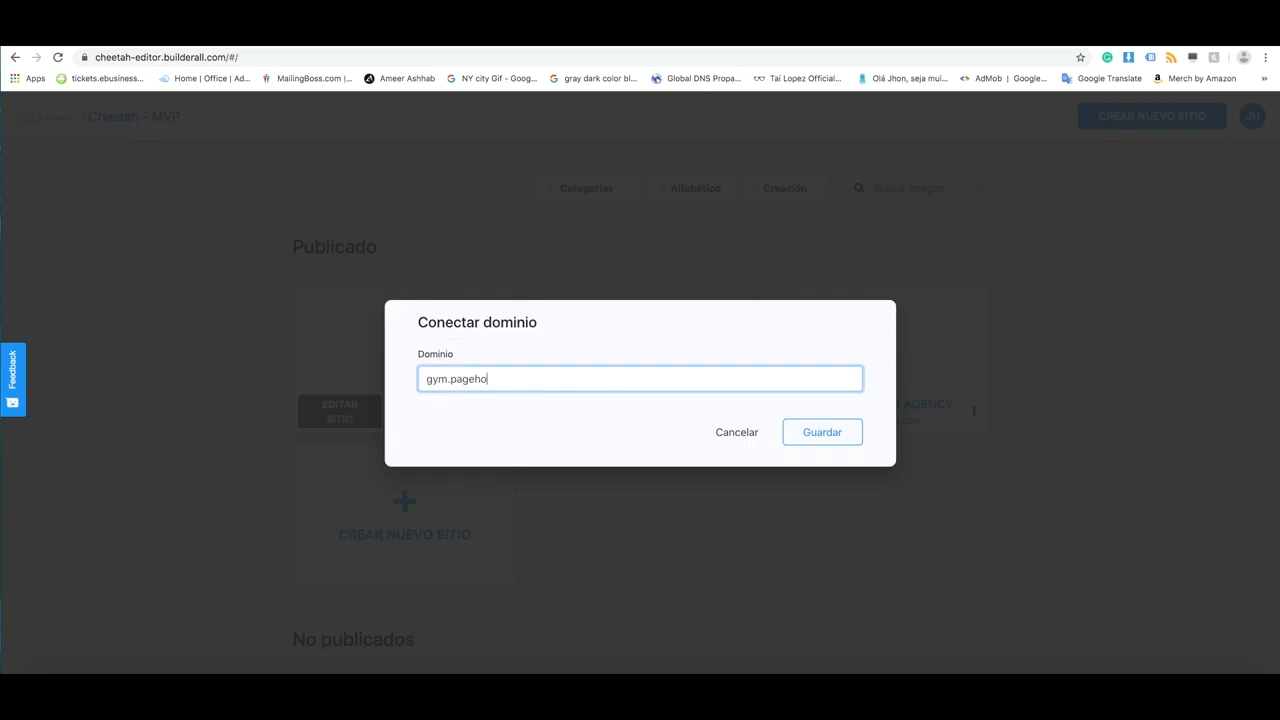 cheetah-editor.builderall.com/#/
Apps tickets.ebusiness... Home | Office | Ad... MailingBoss.com |... Ameer Ashhab NY city Gif - Goog... gray dark color bl... Global DNS Propa... Tai Lopez Official... Olá Jhon, seja mui... AdMob | Google... Google Translate Merch by Amazon »
Cheetah - MVP CREAR NUEVO SITIO JH
Categorías Alfabético Creación Buscar imagen
Publicado
Conectar dominio
Dominio
gym.pageho
Feedback
EDITAR
SITIO
AGENCY
.com
Cancelar Guardar
CREAR NUEVO SITIO
No publicados